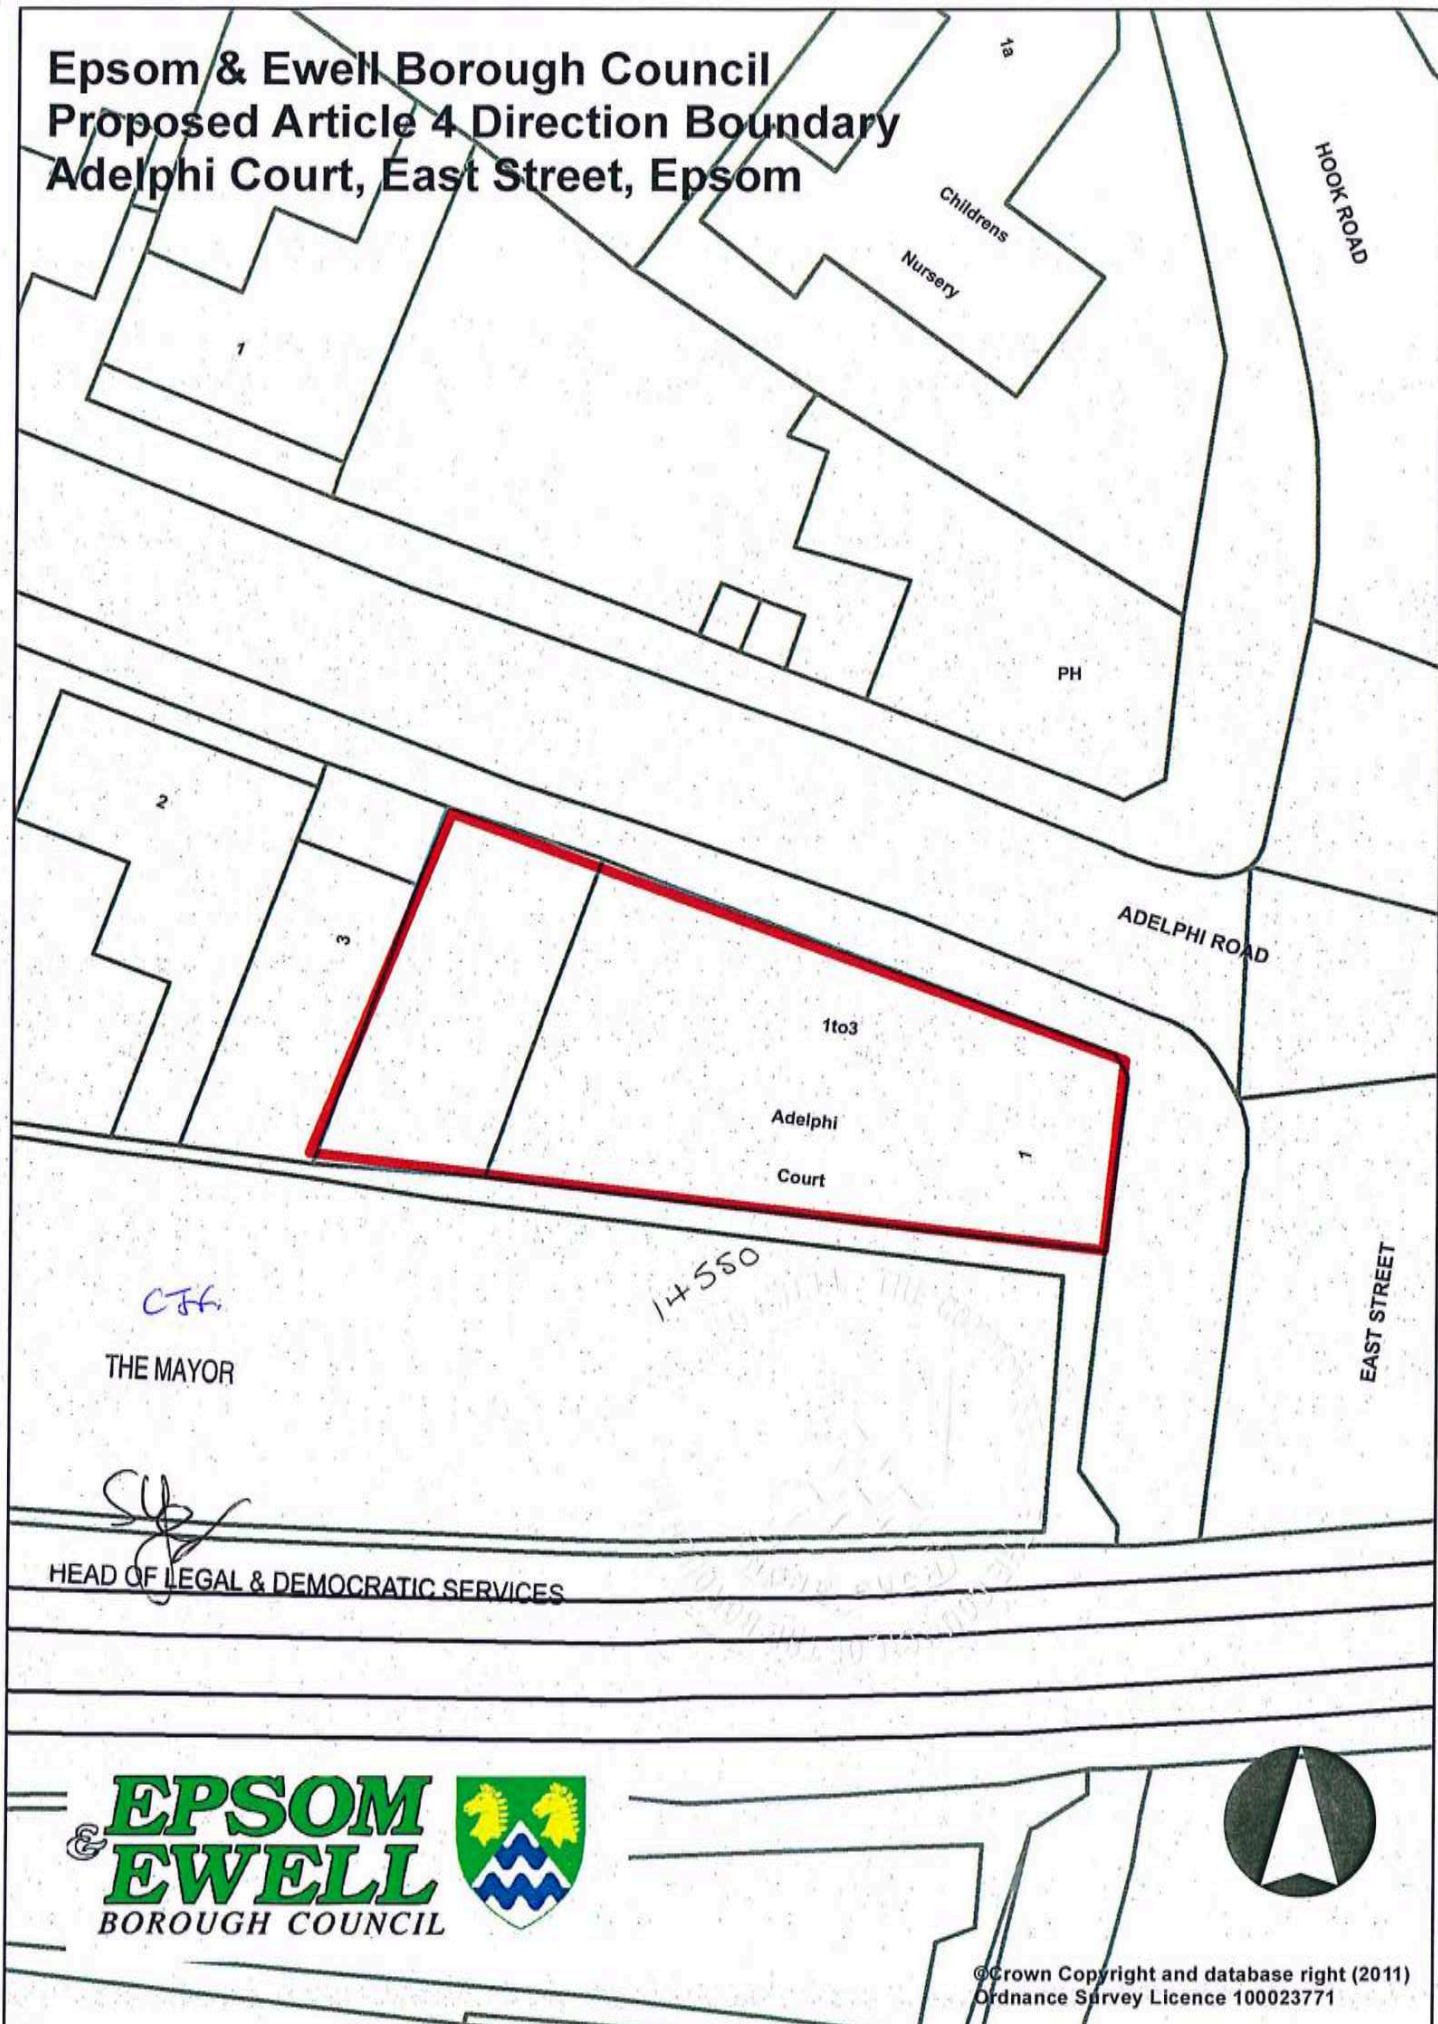 Epsom & Ewell Borough Council
Proposed Article 4 Direction Boundary
Adelphi Court, East Street, Epsom
1a
HOOK ROAD
Childrens
Nursery
1
PH
2
3
ADELPHI ROAD
1to3
Adelphi
Court
1
14550
EAST STREET
THE MAYOR
HEAD OF LEGAL & DEMOCRATIC SERVICES
EPSOM
& EWELL
BOROUGH COUNCIL
©Crown Copyright and database right (2011)
Ordnance Survey Licence 100023771